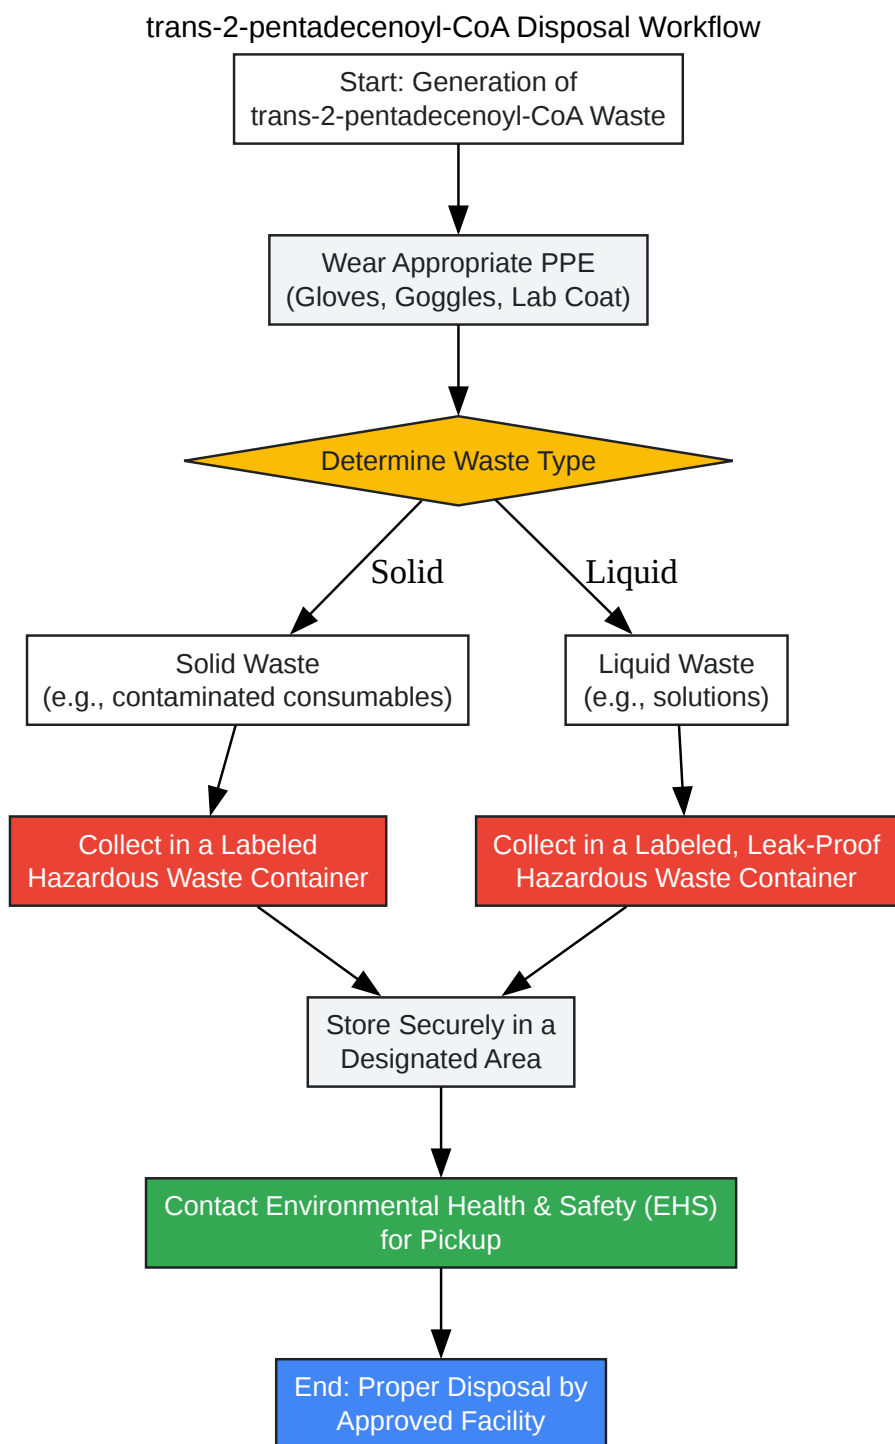 trans-2-pentadecenoyl-CoA Disposal Workflow
Start: Generation of
trans-2-pentadecenoyl-CoA Waste
Wear Appropriate PPE
(Gloves, Goggles, Lab Coat)
Determine Waste Type
Solid
Liquid
Solid Waste
(e.g., contaminated consumables)
Liquid Waste
(e.g., solutions)
Collect in a Labeled
Hazardous Waste Container
Collect in a Labeled, Leak-Proof
Hazardous Waste Container
Store Securely in a
Designated Area
Contact Environmental Health & Safety (EHS)
for Pickup
End: Proper Disposal by
Approved Facility